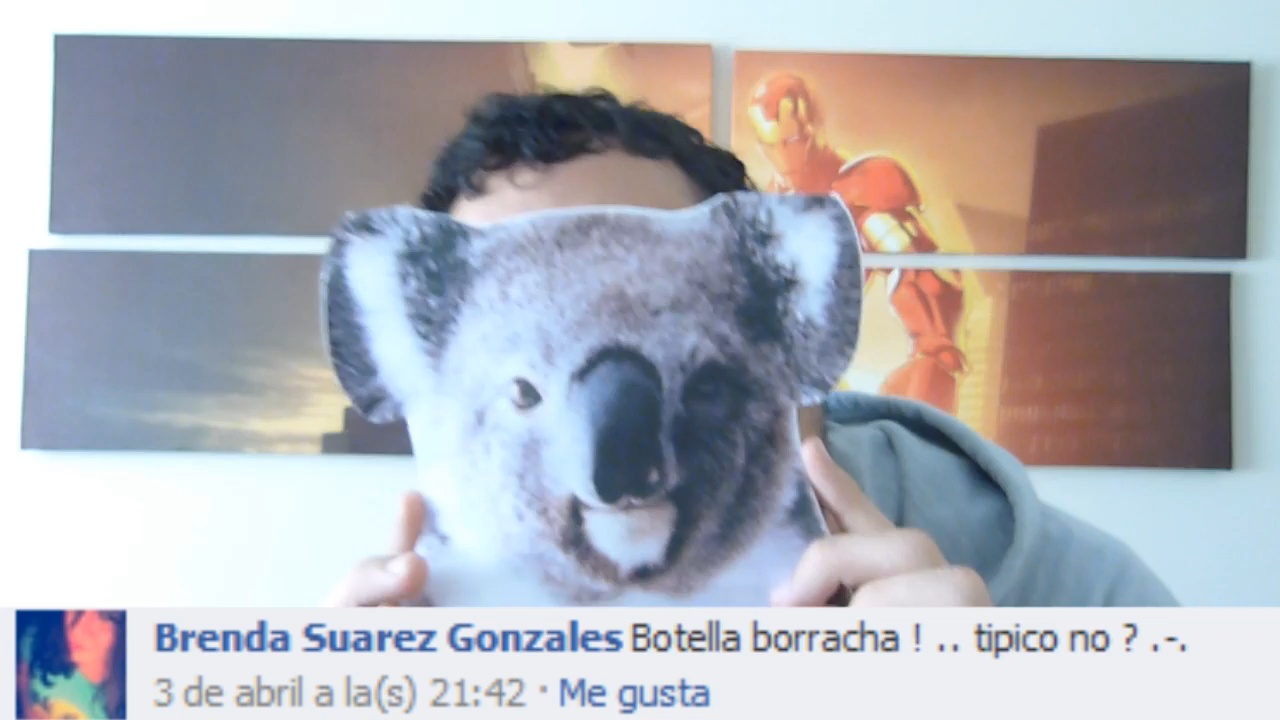 Brenda Suarez Gonzales Botella borracha ! .. tipico no ? .-.
3 de abril a la(s) 21:42 · Me gusta